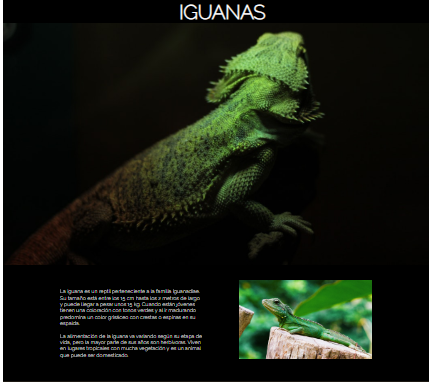 IGUANAS
La iguana es un reptil perteneciente a la familia Iguanadiae.
Su tamaño está entre los 15 cm hasta los 2 metros de largo
y puede llegar a pesar unos 15 kg. Cuando están jóvenes
tienen una coloración con tonos verdes y si ir madurando
predomina un color grisáceo con crestas o espinas en su
espalda.
La alimentación de la iguana va variando según su etapa de
vida, pero la mayor parte de sus años son herbívoras. Viven
en lugares tropicales con mucha vegetación y es un animal
que puede ser domesticado.